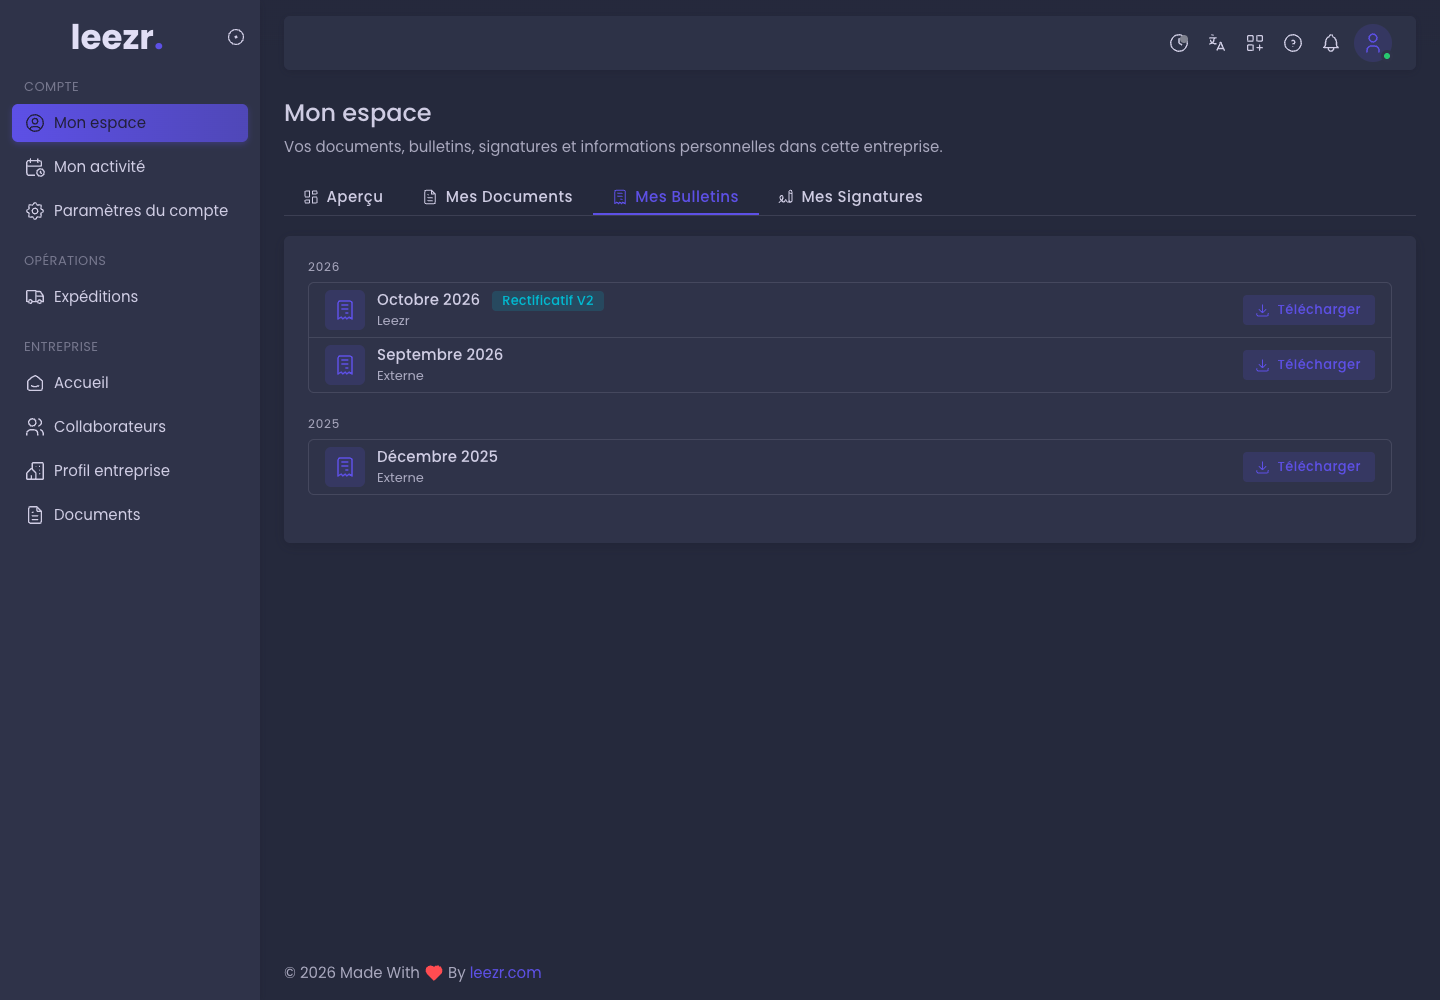 leezr.
COMPTE
Mon espace
Mon activité
Paramètres du compte
OPÉRATIONS
Expéditions
ENTREPRISE
Accueil
Collaborateurs
Profil entreprise
Documents
Mon espace
Vos documents, bulletins, signatures et informations personnelles dans cette entreprise.
Aperçu Mes Documents Mes Bulletins Mes Signatures
2026
Octobre 2026 Rectificatif V2
Leezr
Télécharger
Septembre 2026
Externe
Télécharger
2025
Décembre 2025
Externe
Télécharger
© 2026 Made With ❤ By leezr.com